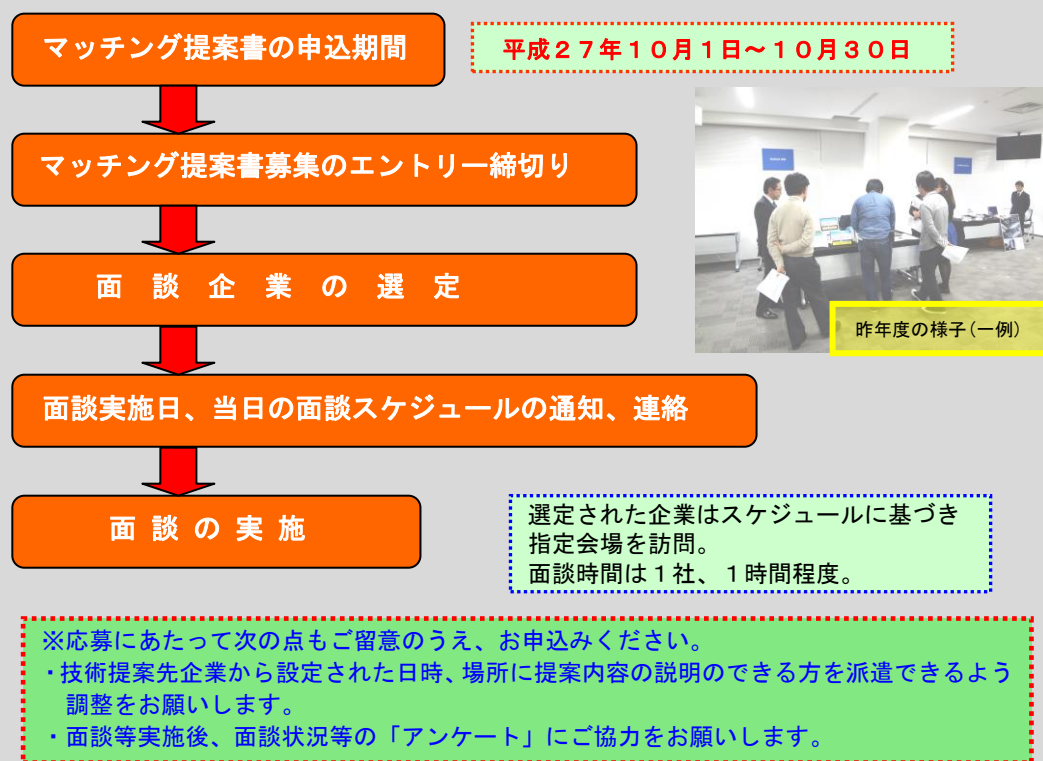 マッチング提案書の申込期間
平成２７年１０月１日～１０月３０日
マッチング提案書募集のエントリー締切り
面談企業の選定
昨年度の様子（一例）
面談実施日、当日の面談スケジュールの通知、連絡
面談の実施
選定された企業はスケジュールに基づき
指定会場を訪問。
面談時間は１社、１時間程度。
※応募にあたって次の点もご留意のうえ、お申込みください。
・技術提案先企業から設定された日時、場所に提案内容の説明のできる方を派遣できるよう
調整をお願いします。
・面談等実施後、面談状況等の「アンケート」にご協力をお願いします。